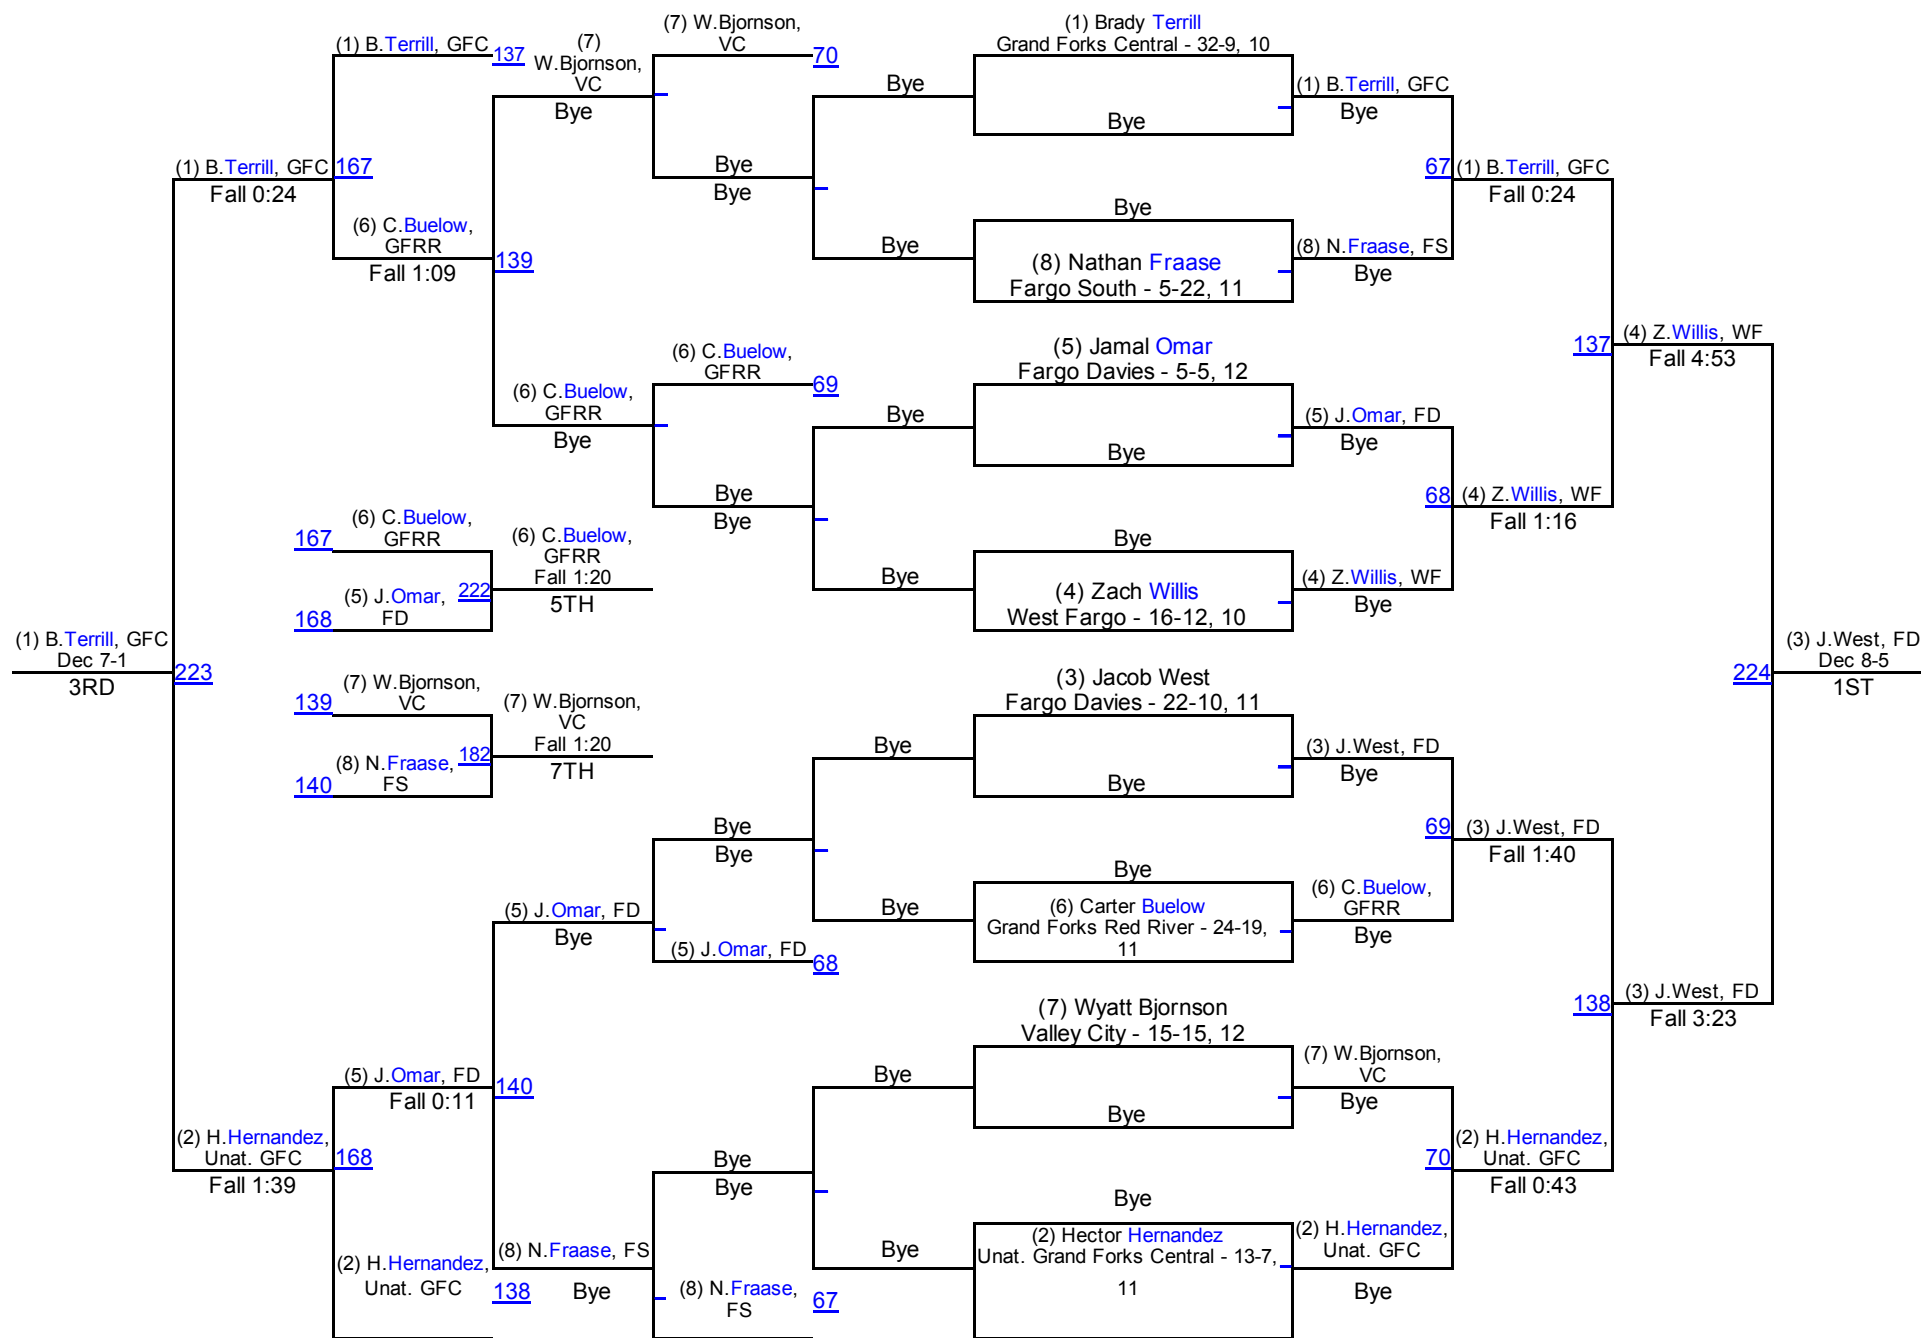 (1) B.Terrill, GFC
137
(7)
W.Bjornson,
VC
Bye
(7) W.Bjornson,
VC
70
Bye
(1) Brady Terrill
Grand Forks Central - 32-9, 10
Bye
(1) B.Terrill, GFC
Bye
(1) B.Terrill, GFC
Fall 0:24
167
Bye
Bye
67
(1) B.Terrill, GFC
Fall 0:24
(6) C.Buelow,
GFRR
Fall 1:09
139
Bye
Bye
(8) Nathan Fraase
Fargo South - 5-22, 11
(8) N.Fraase, FS
Bye
(6) C.Buelow,
GFRR
Bye
(6) C.Buelow,
GFRR
69
Bye
(5) Jamal Omar
Fargo Davies - 5-5, 12
Bye
(5) J.Omar, FD
Bye
137
(4) Z.Willis, WF
Fall 4:53
Bye
Bye
68
(4) Z.Willis, WF
Fall 1:16
167
(6) C.Buelow,
GFRR
168
(5) J.Omar,
FD
222
(6) C.Buelow,
GFRR
Fall 1:20
5TH
Bye
Bye
(4) Zach Willis
West Fargo - 16-12, 10
(4) Z.Willis, WF
Bye
(1) B.Terrill, GFC
Dec 7-1
3RD
223
224
(3) J.West, FD
Dec 8-5
1ST
139
(7) W.Bjornson,
VC
140
(8) N.Fraase,
FS
182
(7) W.Bjornson,
VC
Fall 1:20
7TH
Bye
(3) Jacob West
Fargo Davies - 22-10, 11
Bye
(3) J.West, FD
Bye
Bye
Bye
69
(3) J.West, FD
Fall 1:40
(5) J.Omar, FD
Bye
(5) J.Omar, FD
68
Bye
Bye
(6) Carter Buelow
Grand Forks Red River - 24-19,
11
(6) C.Buelow,
GFRR
Bye
138
(3) J.West, FD
Fall 3:23
(5) J.Omar, FD
Fall 0:11
140
Bye
(7) Wyatt Bjornson
Valley City - 15-15, 12
Bye
(7) W.Bjornson,
VC
Bye
(2) H.Hernandez,
Unat. GFC
Fall 1:39
168
Bye
Bye
70
(2) H.Hernandez,
Unat. GFC
Fall 0:43
(2) H.Hernandez,
Unat. GFC
138
(8) N.Fraase, FS
Bye
(8) N.Fraase,
FS
67
Bye
Bye
(2) Hector Hernandez
Unat. Grand Forks Central - 13-7,
11
(2) H.Hernandez,
Unat. GFC
Bye